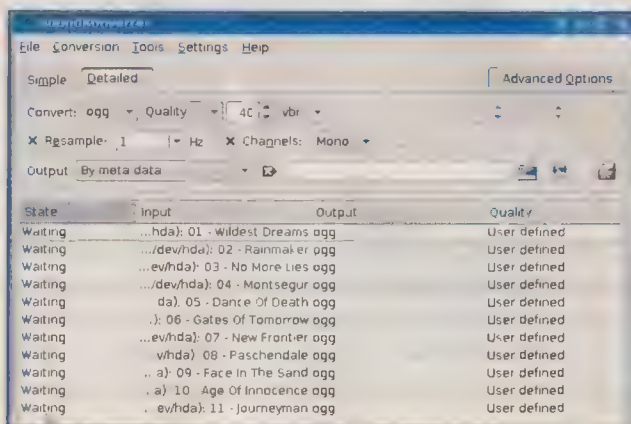 File Conversion Tools Settings Help
Simple Detailed Advanced Options
Convert: ogg Quality 40 vbr
Resample: 1 Hz Channels: Mono
Output By meta data
State Input Output Quality
Waiting ...hda): 01 - Wildest Dreams ogg User defined
Waiting .../dev/hda): 02 - Rainmaker ogg User defined
Waiting ...ev/hda): 03 - No More Lies ogg User defined
Waiting .../dev/hda): 04 - Montsegur ogg User defined
Waiting da). 05 - Dance Of Death ogg User defined
Waiting .): 06 - Gates Of Tomorrow ogg User defined
Waiting ...ev/hda): 07 - New Frontier ogg User defined
Waiting v/hda) 08 - Paschendale ogg User defined
Waiting .. a)· 09 - Face In The Sand ogg User defined
Waiting . a) 10 Age Of Innocence ogg User defined
Waiting . ev/hda): 11 - Journeyman ogg User defined